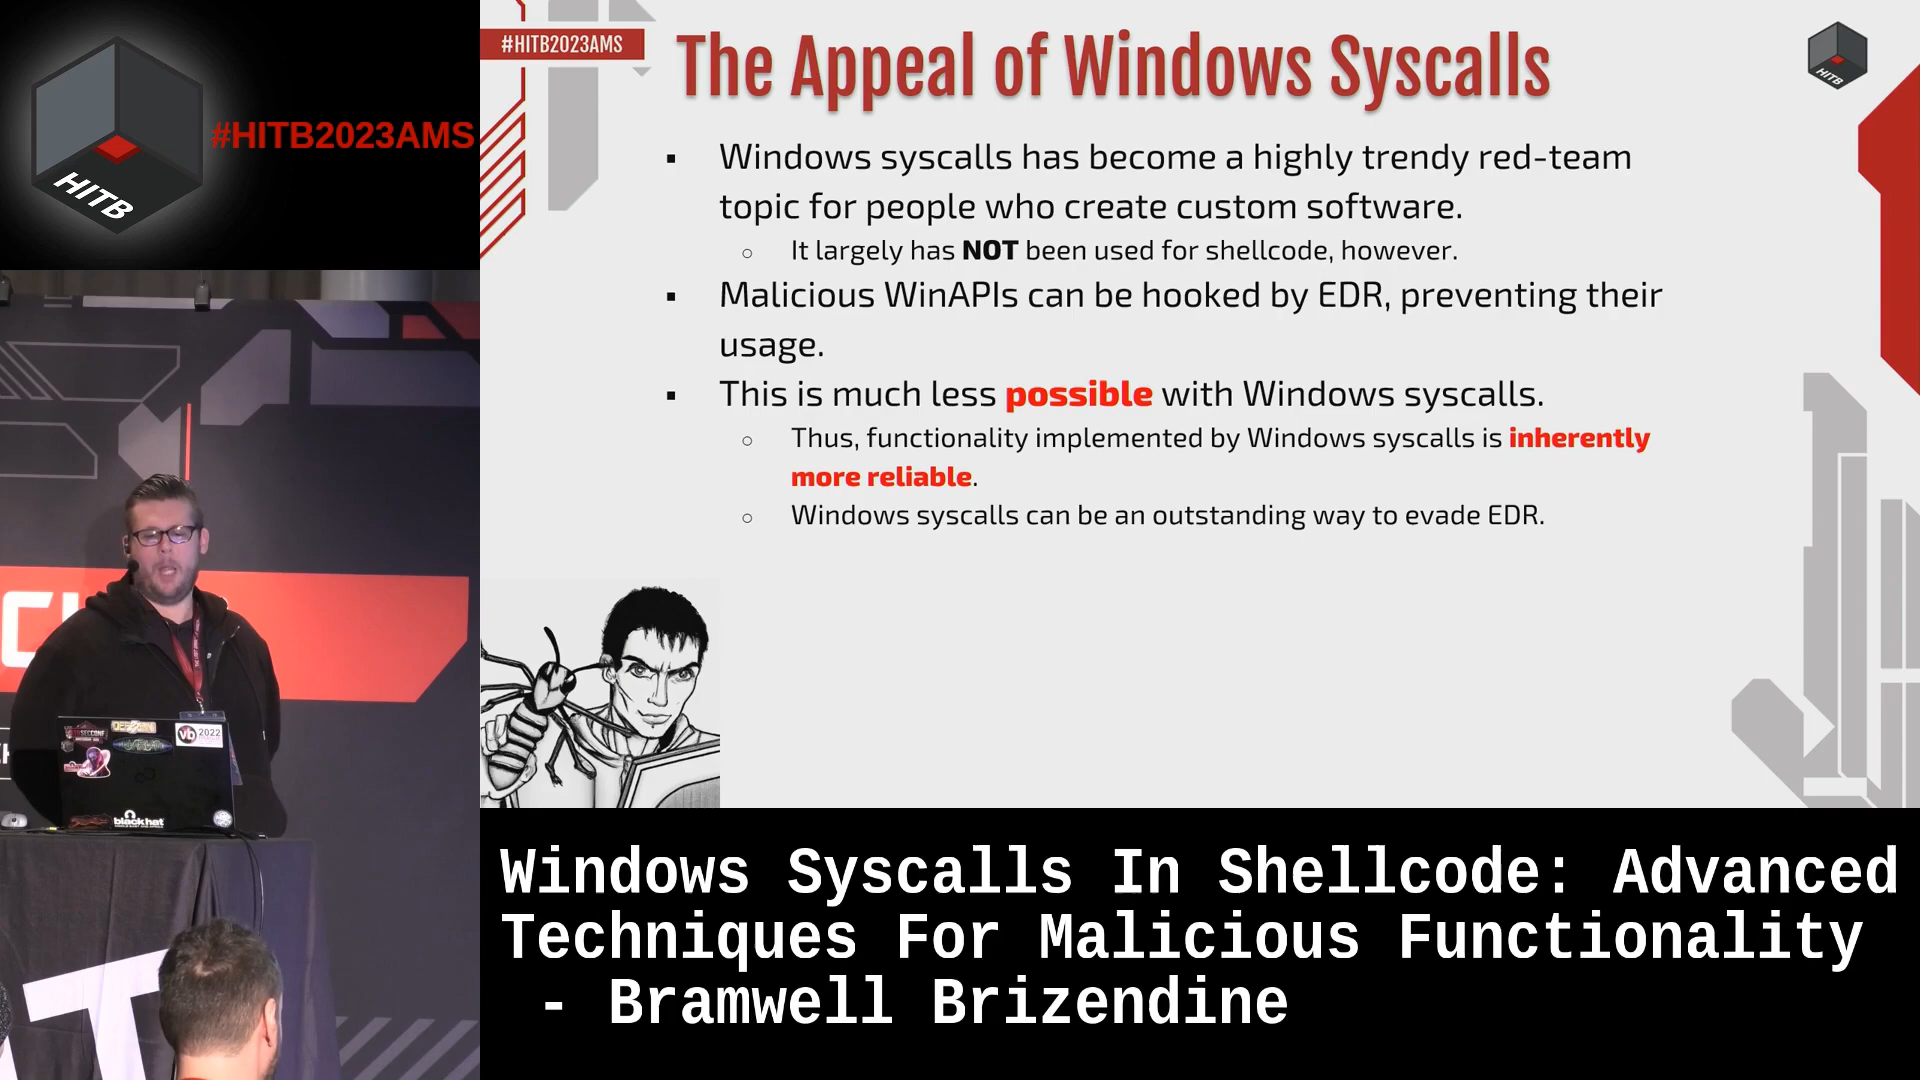 HITB
#HITB2023AMS
#HITB2023AMS
The Appeal of Windows Syscalls
HITB
▪ Windows syscalls has become a highly trendy red-team
topic for people who create custom software.
○ It largely has NOT been used for shellcode, however.
▪ Malicious WinAPIs can be hooked by EDR, preventing their
usage.
▪ This is much less possible with Windows syscalls.
○ Thus, functionality implemented by Windows syscalls is inherently
more reliable.
○ Windows syscalls can be an outstanding way to evade EDR.
vb 2022
black hat
Windows Syscalls In Shellcode: Advanced
Techniques For Malicious Functionality
- Bramwell Brizendine